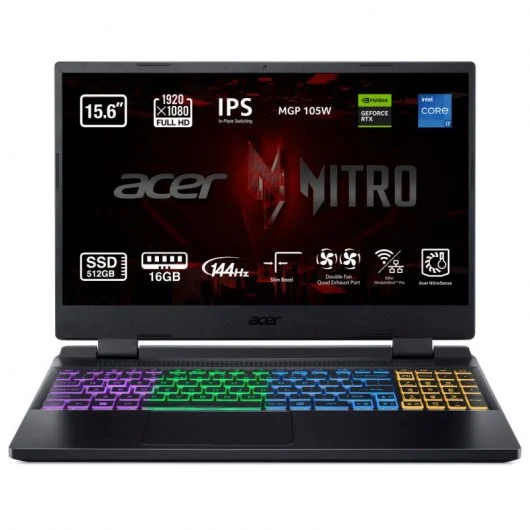 15.6″
1920
×1080
FULL HD
IPS
In-Plane Switching
MGP 105W
NVIDIA
GEFORCE
RTX
intel
CORE
i7
acer NITRO
SSD
512GB
16GB
144Hz
Slim Bezel
Double Fan
Quad Exhaust Port
Killer
DoubleShot™ Pro
Acer NitroSense
acer